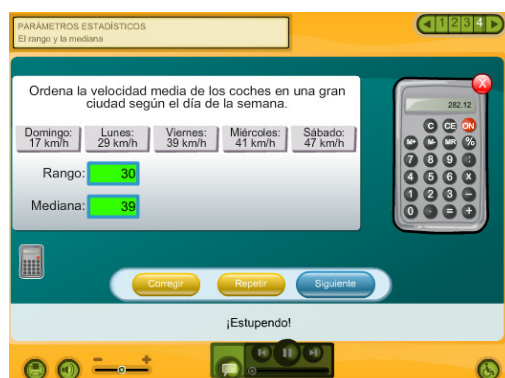 PARÁMETROS ESTADÍSTICOS
El rango y la mediana
1 2 3 4
Ordena la velocidad media de los coches en una gran
ciudad según el día de la semana.
Domingo: Lunes: Viernes: Miércoles: Sábado:
17 km/h 29 km/h 39 km/h 41 km/h 47 km/h
Rango: 30
Mediana: 39
X
282.12
C CE ON
M+ M- MR %
7 8 9 :
4 5 6 X
1 2 3 -
0 . = +
Corregir Repetir Siguiente
¡Estupendo!